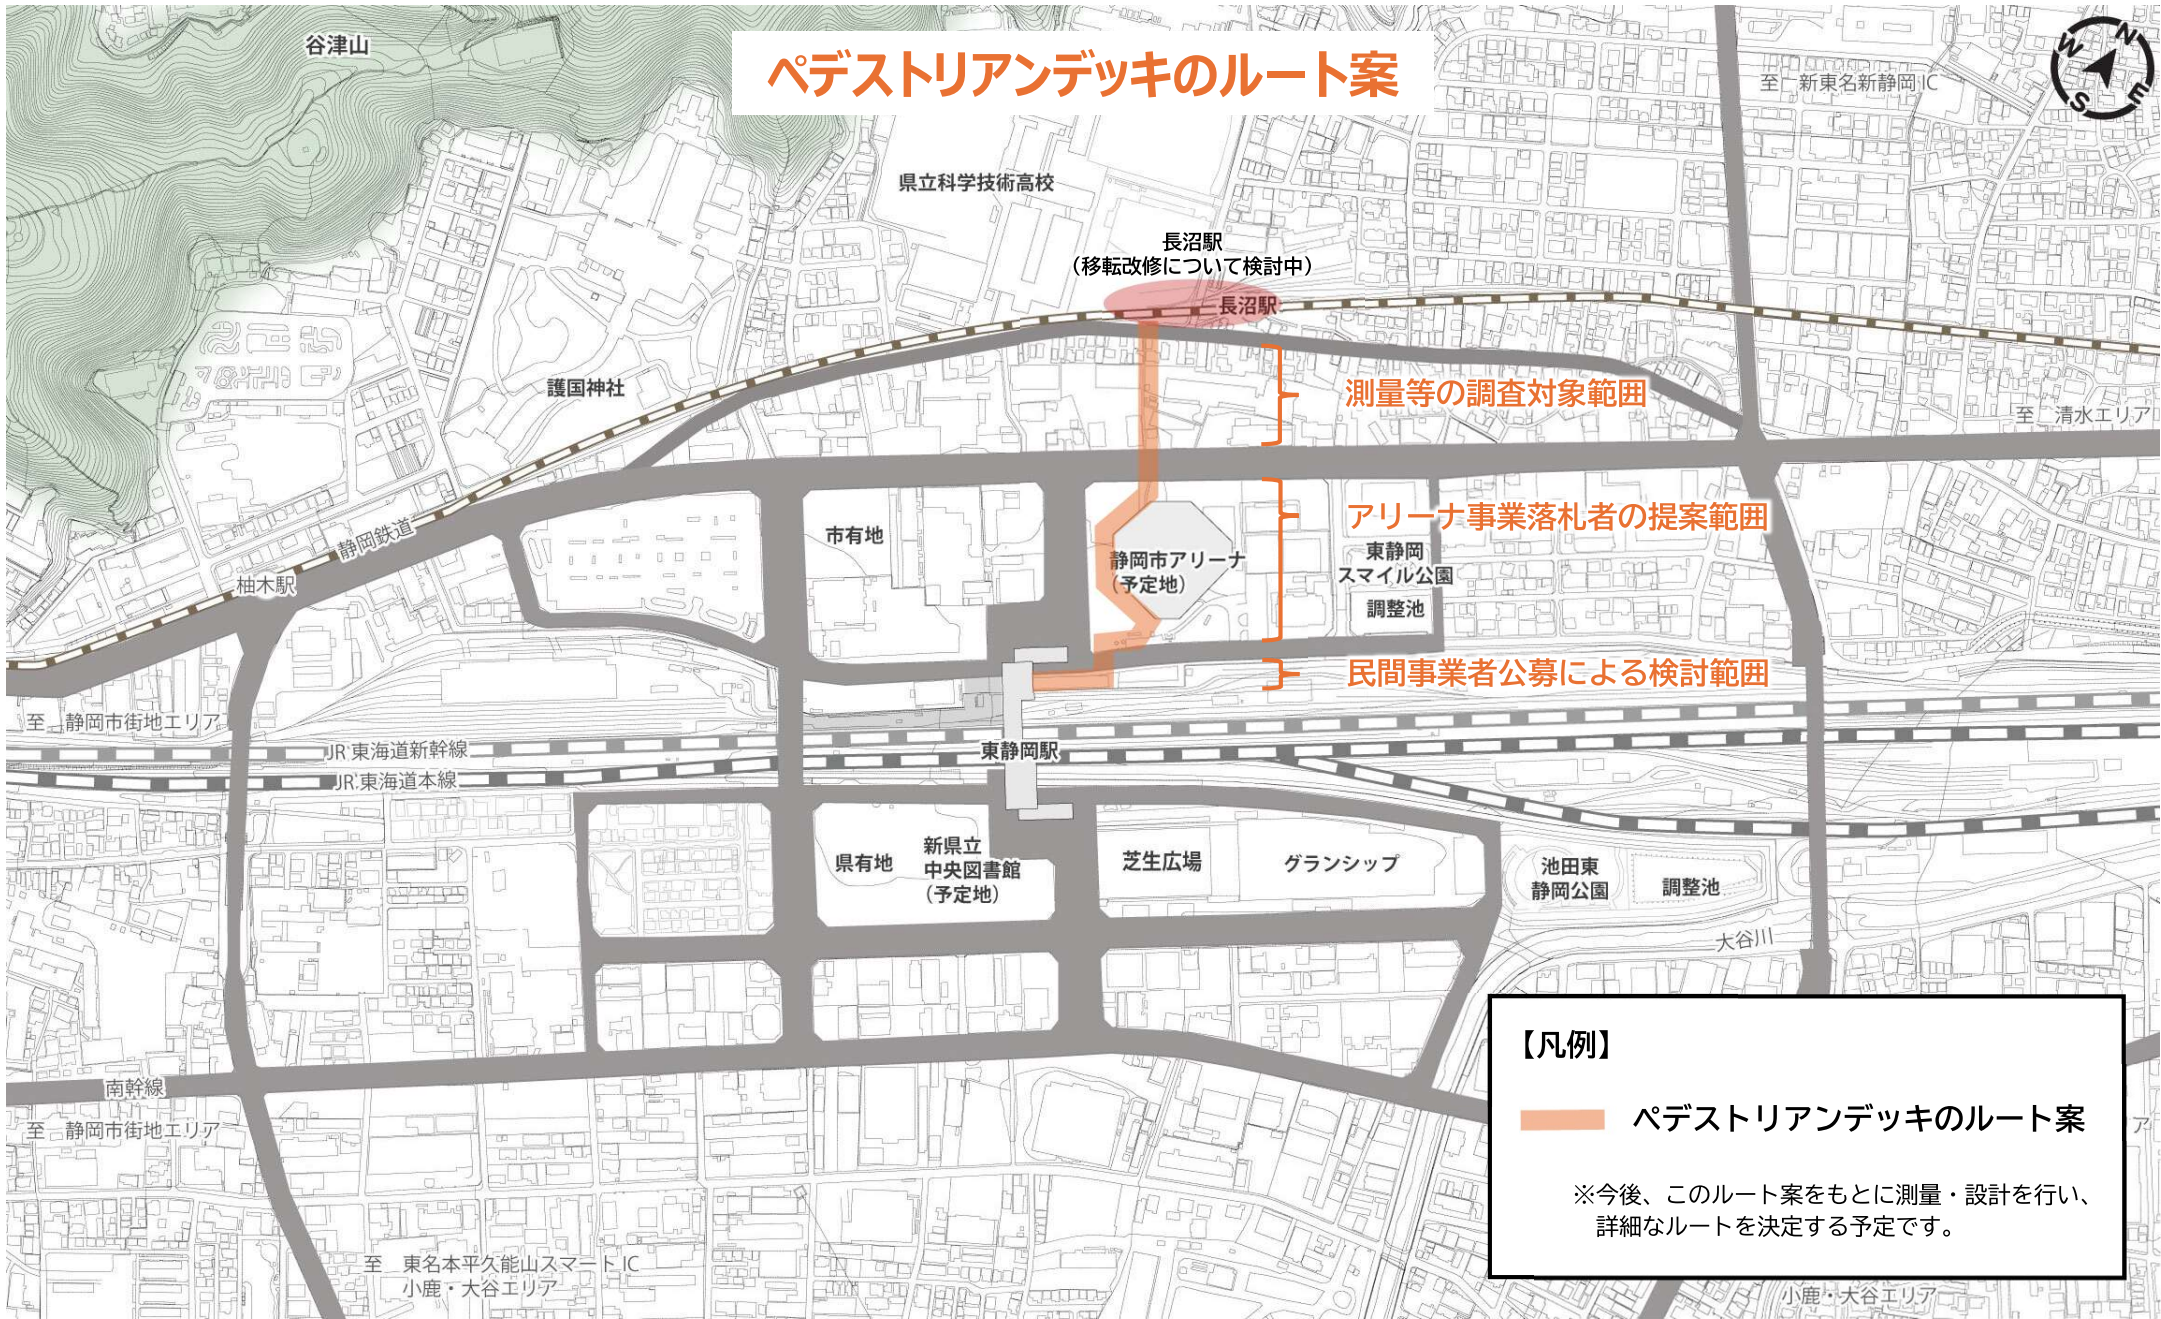 ペデストリアンデッキのルート案
谷津山
N
W
E
S
至 新東名新静岡IC
県立科学技術高校
長沼駅
(移転改修について検討中)
長沼駅
護国神社
測量等の調査対象範囲
至 清水エリア
静岡鉄道
柚木駅
市有地
静岡市アリーナ
(予定地)
アリーナ事業落札者の提案範囲
東静岡
スマイル公園
調整池
民間事業者公募による検討範囲
至 静岡市街地エリア
JR東海道新幹線
JR東海道本線
東静岡駅
県有地
新県立
中央図書館
(予定地)
芝生広場
グランシップ
池田東
静岡公園
調整池
大谷川
南幹線
至 静岡市街地エリア
至 東名本平久能山スマートIC
小鹿・大谷エリア
【凡例】
ペデストリアンデッキのルート案
※今後、このルート案をもとに測量・設計を行い、
詳細なルートを決定する予定です。
ア
小鹿・大谷エリア